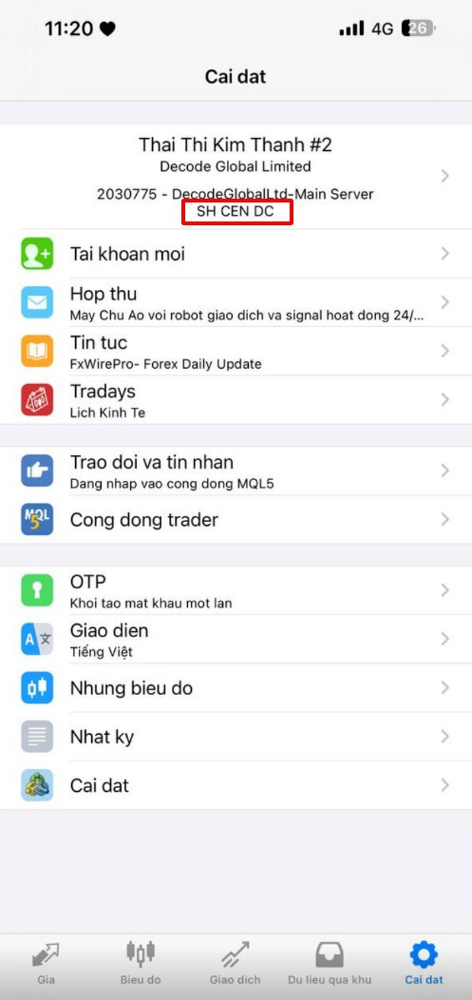 11:20
4G
26
Cai dat
Thai Thi Kim Thanh #2
Decode Global Limited
2030775 - DecodeGlobalLtd-Main Server
SH CEN DC
Tai khoan moi
Hop thu
May Chu Ao voi robot giao dich va signal hoat dong 24/...
Tin tuc
FxWirePro- Forex Daily Update
Tradays
Lich Kinh Te
Trao doi va tin nhan
Dang nhap vao cong dong MQL5
MQL
5
Cong dong trader
OTP
Khoi tao mat khau mot lan
A 文
Giao dien
Tiếng Việt
Nhung bieu do
Nhat ky
Cai dat
Gia
Bieu do
Giao dich
Du lieu qua khu
Cai dat